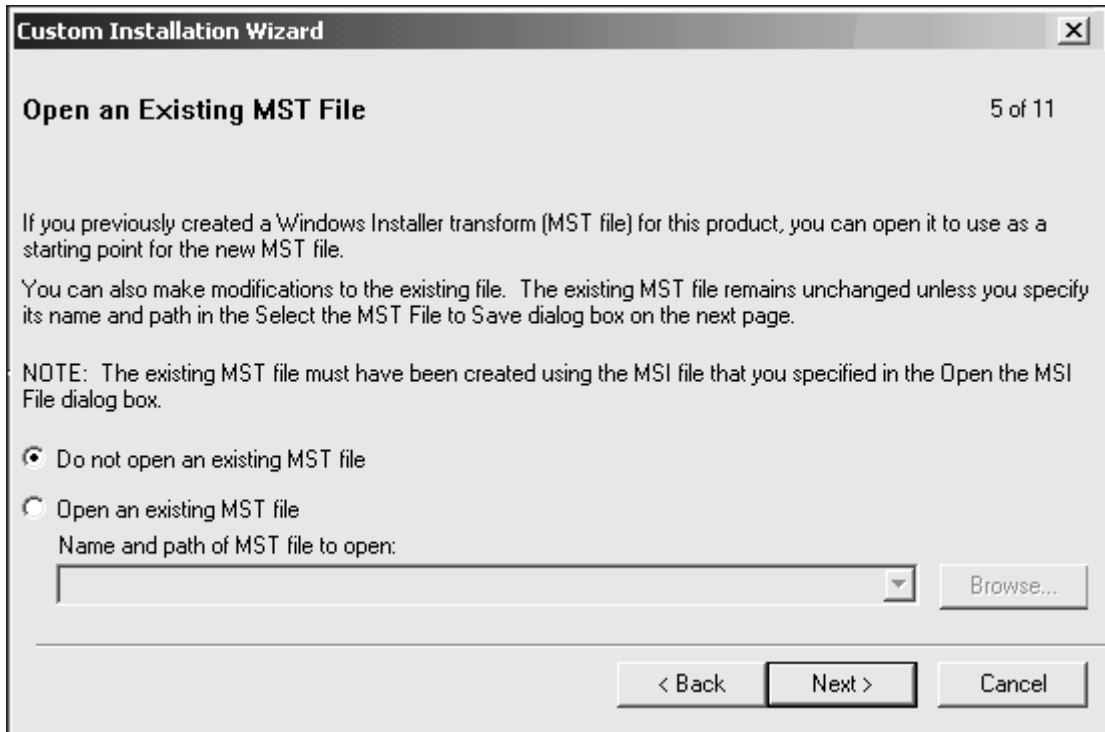 Custom Installation Wizard
Open an Existing MST File
5 of 11
If you previously created a Windows Installer transform (MST file) for this product, you can open it to use as a
starting point for the new MST file.
You can also make modifications to the existing file.  The existing MST file remains unchanged unless you specify
its name and path in the Select the MST File to Save dialog box on the next page.
NOTE:  The existing MST file must have been created using the MSI file that you specified in the Open the MSI
File dialog box.
Do not open an existing MST file
Open an existing MST file
Name and path of MST file to open:
Browse...
< Back
Next >
Cancel